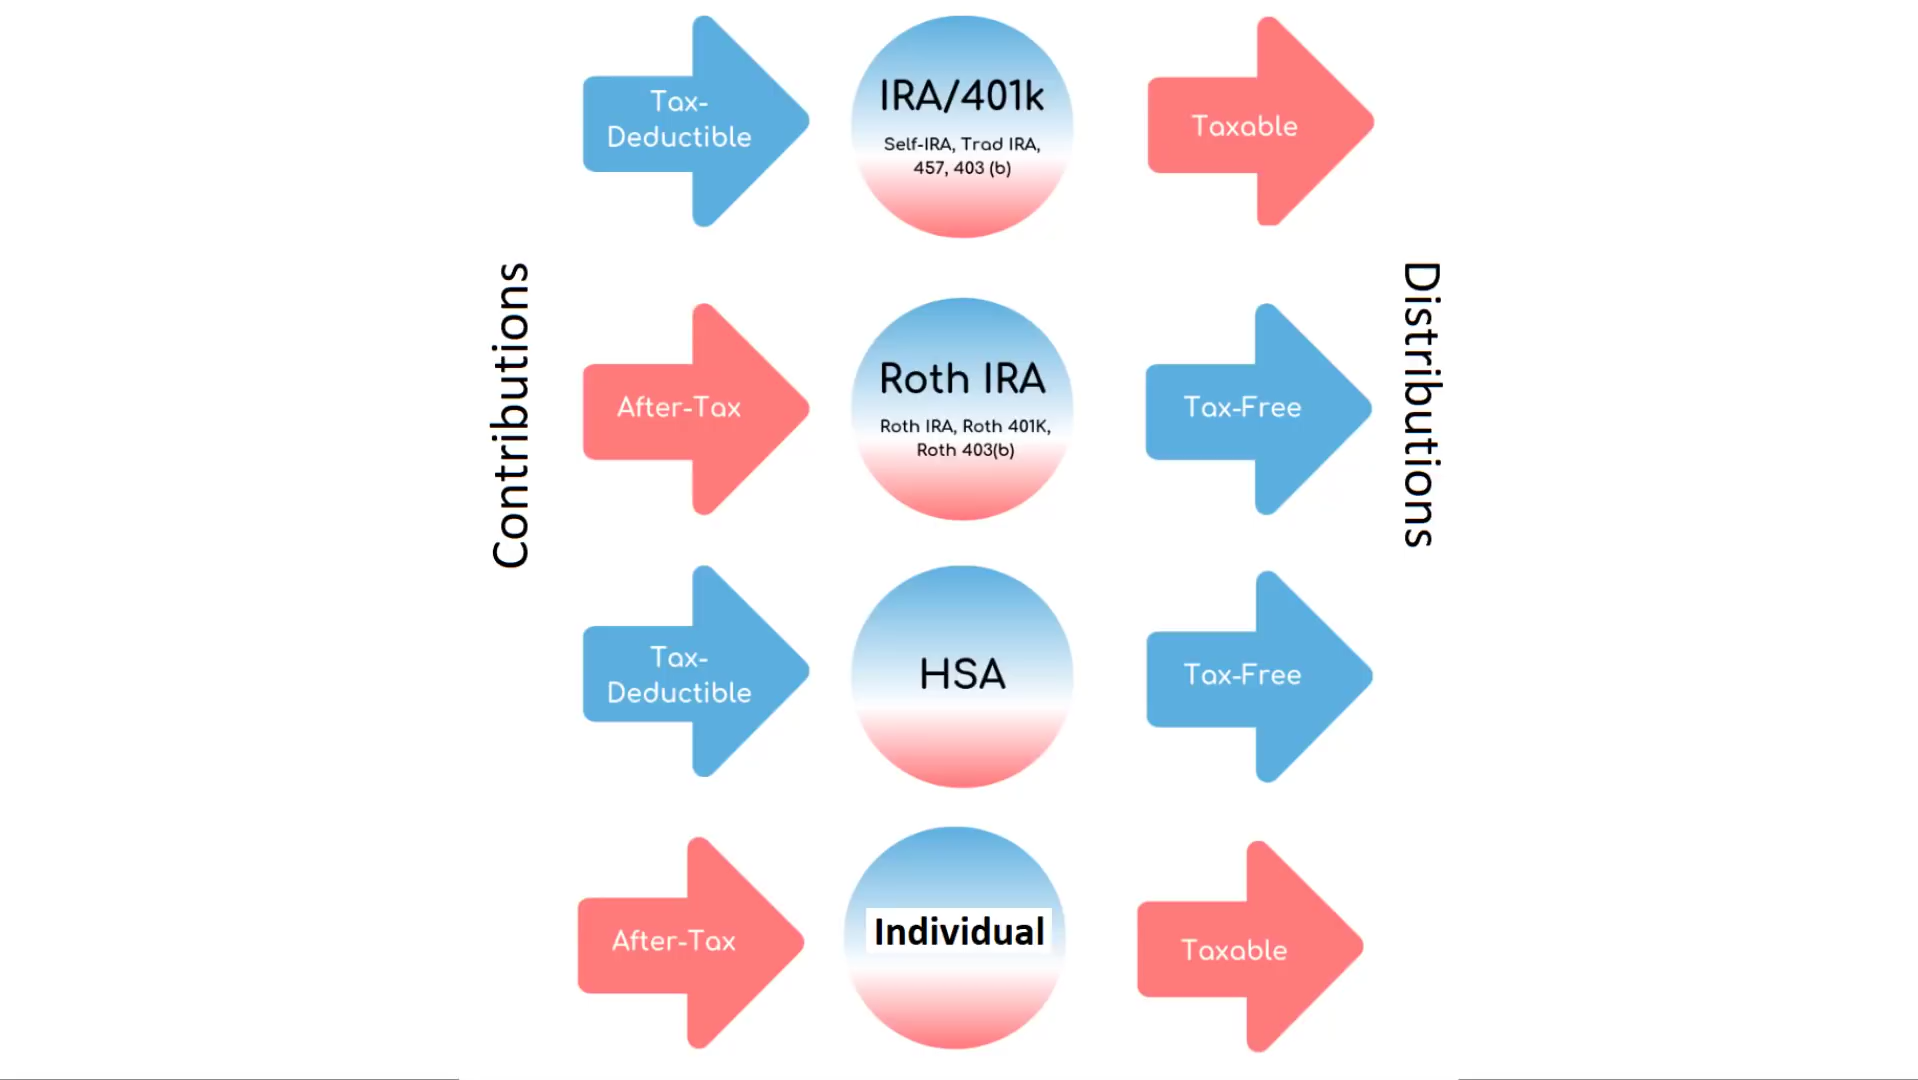 Contributions
Distributions
Tax-
Deductible
IRA/401k
Self-IRA, Trad IRA,
457, 403 (b)
Taxable
After-Tax
Roth IRA
Roth IRA, Roth 401K,
Roth 403(b)
Tax-Free
Tax-
Deductible
HSA
Tax-Free
After-Tax
Individual
Taxable